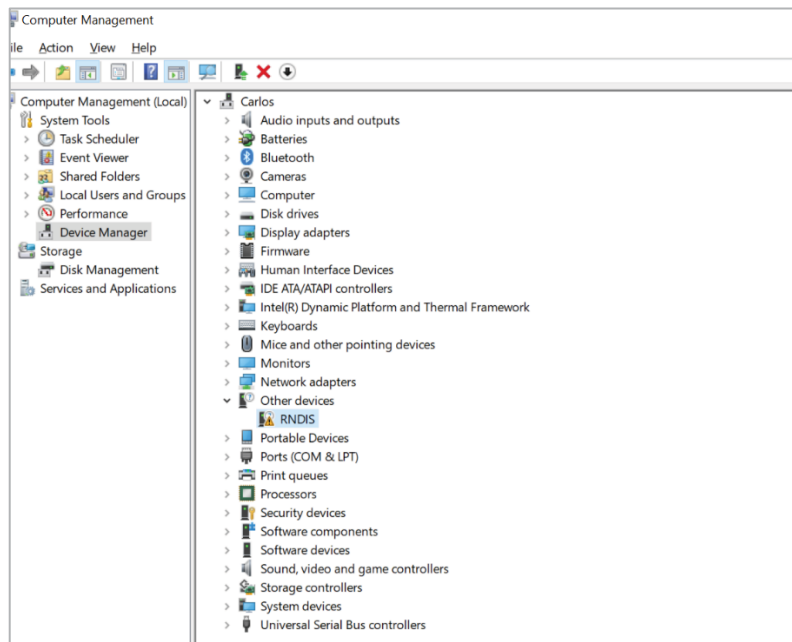 Computer Management
ile Action View Help
Computer Management (Local)
System Tools
Task Scheduler
Event Viewer
Shared Folders
Local Users and Groups
Performance
Device Manager
Storage
Disk Management
Services and Applications
Carlos
Audio inputs and outputs
Batteries
Bluetooth
Cameras
Computer
Disk drives
Display adapters
Firmware
Human Interface Devices
IDE ATA/ATAPI controllers
Intel(R) Dynamic Platform and Thermal Framework
Keyboards
Mice and other pointing devices
Monitors
Network adapters
Other devices
RNDIS
Portable Devices
Ports (COM & LPT)
Print queues
Processors
Security devices
Software components
Software devices
Sound, video and game controllers
Storage controllers
System devices
Universal Serial Bus controllers